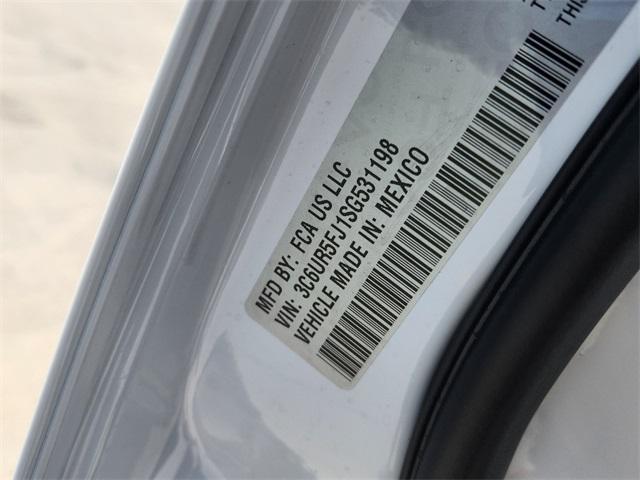 MFD BY: FCA US LLC
VIN: 3C6UR5FJ1SG531198
VEHICLE MADE IN: MEXICO